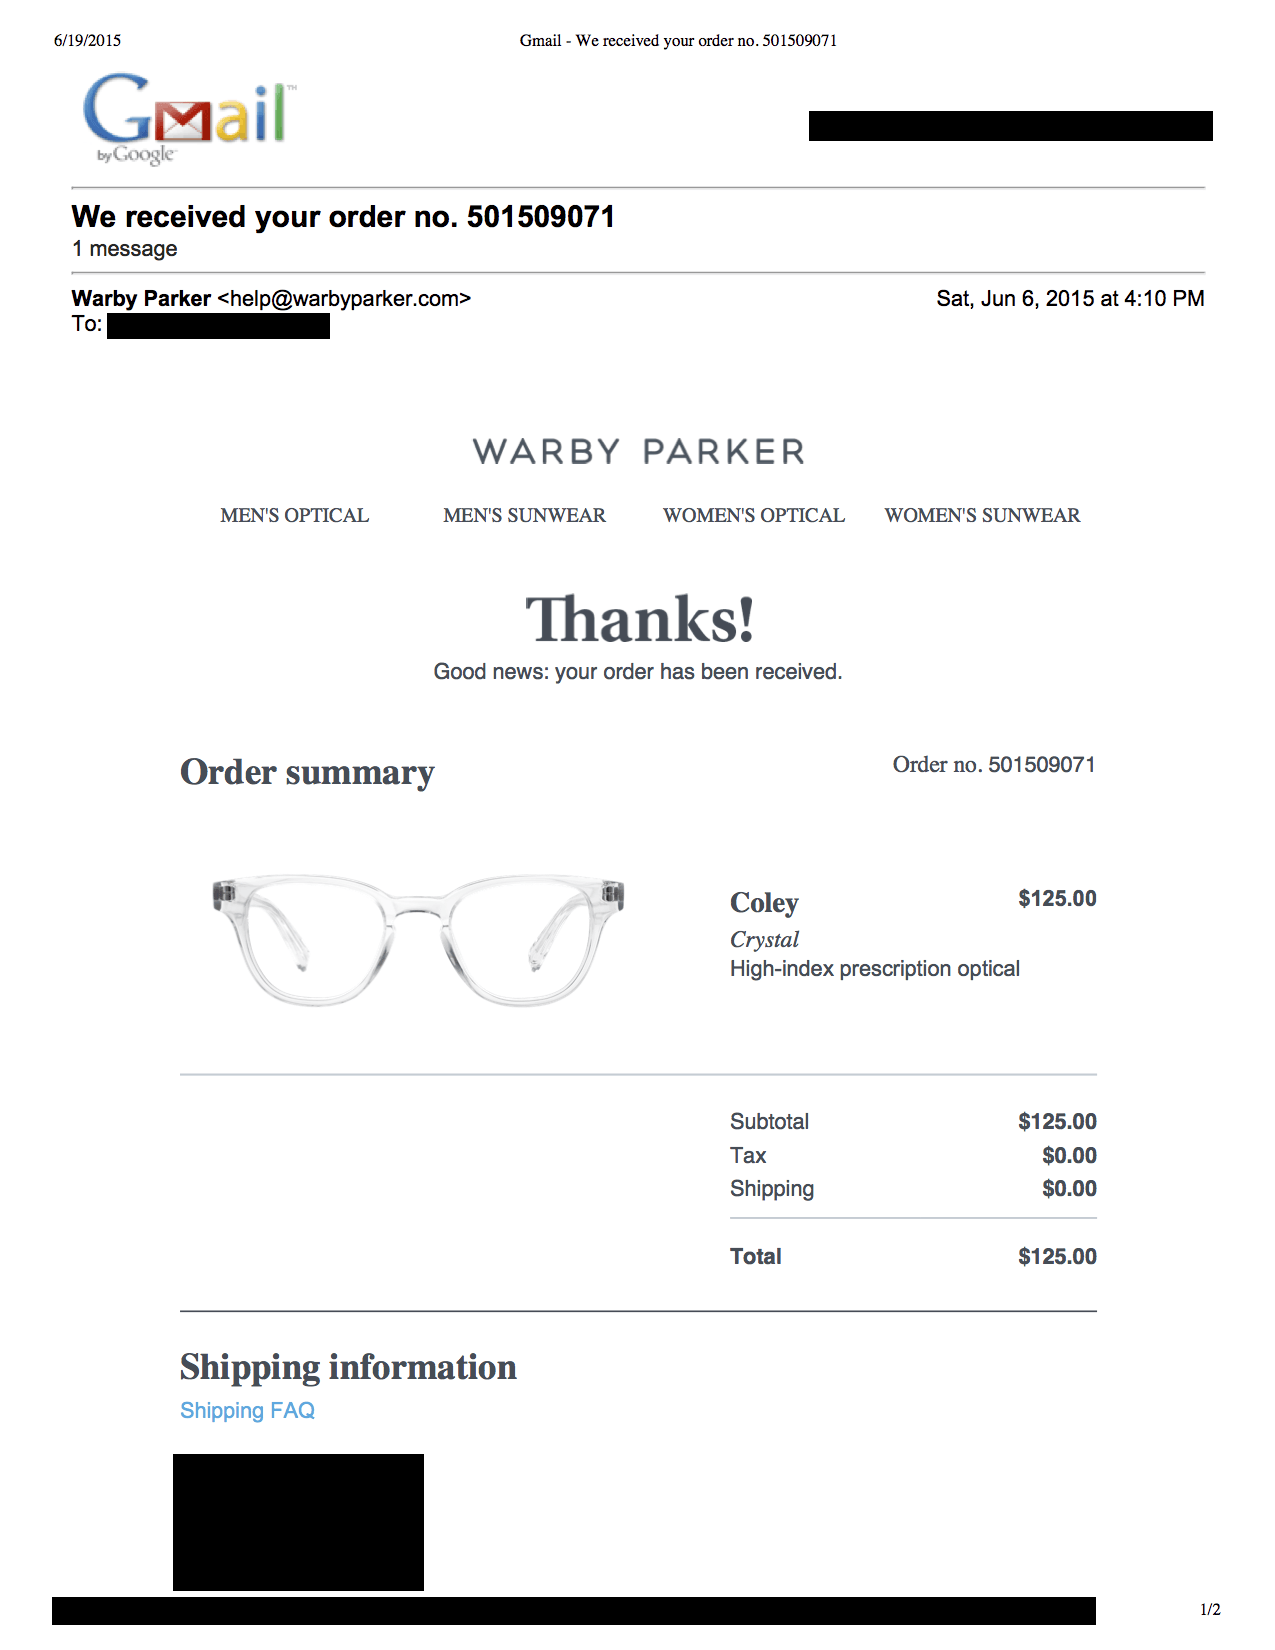 6/19/2015 Gmail - We received your order no. 501509071
Gmail™
by Google™
We received your order no. 501509071
1 message
Warby Parker <help@warbyparker.com> Sat, Jun 6, 2015 at 4:10 PM
To:
WARBY PARKER
MEN'S OPTICAL MEN'S SUNWEAR WOMEN'S OPTICAL WOMEN'S SUNWEAR
Thanks!
Good news: your order has been received.
Order summary Order no. 501509071
Coley $125.00
Crystal
High-index prescription optical
Subtotal $125.00
Tax $0.00
Shipping $0.00
Total $125.00
Shipping information
Shipping FAQ
1/2